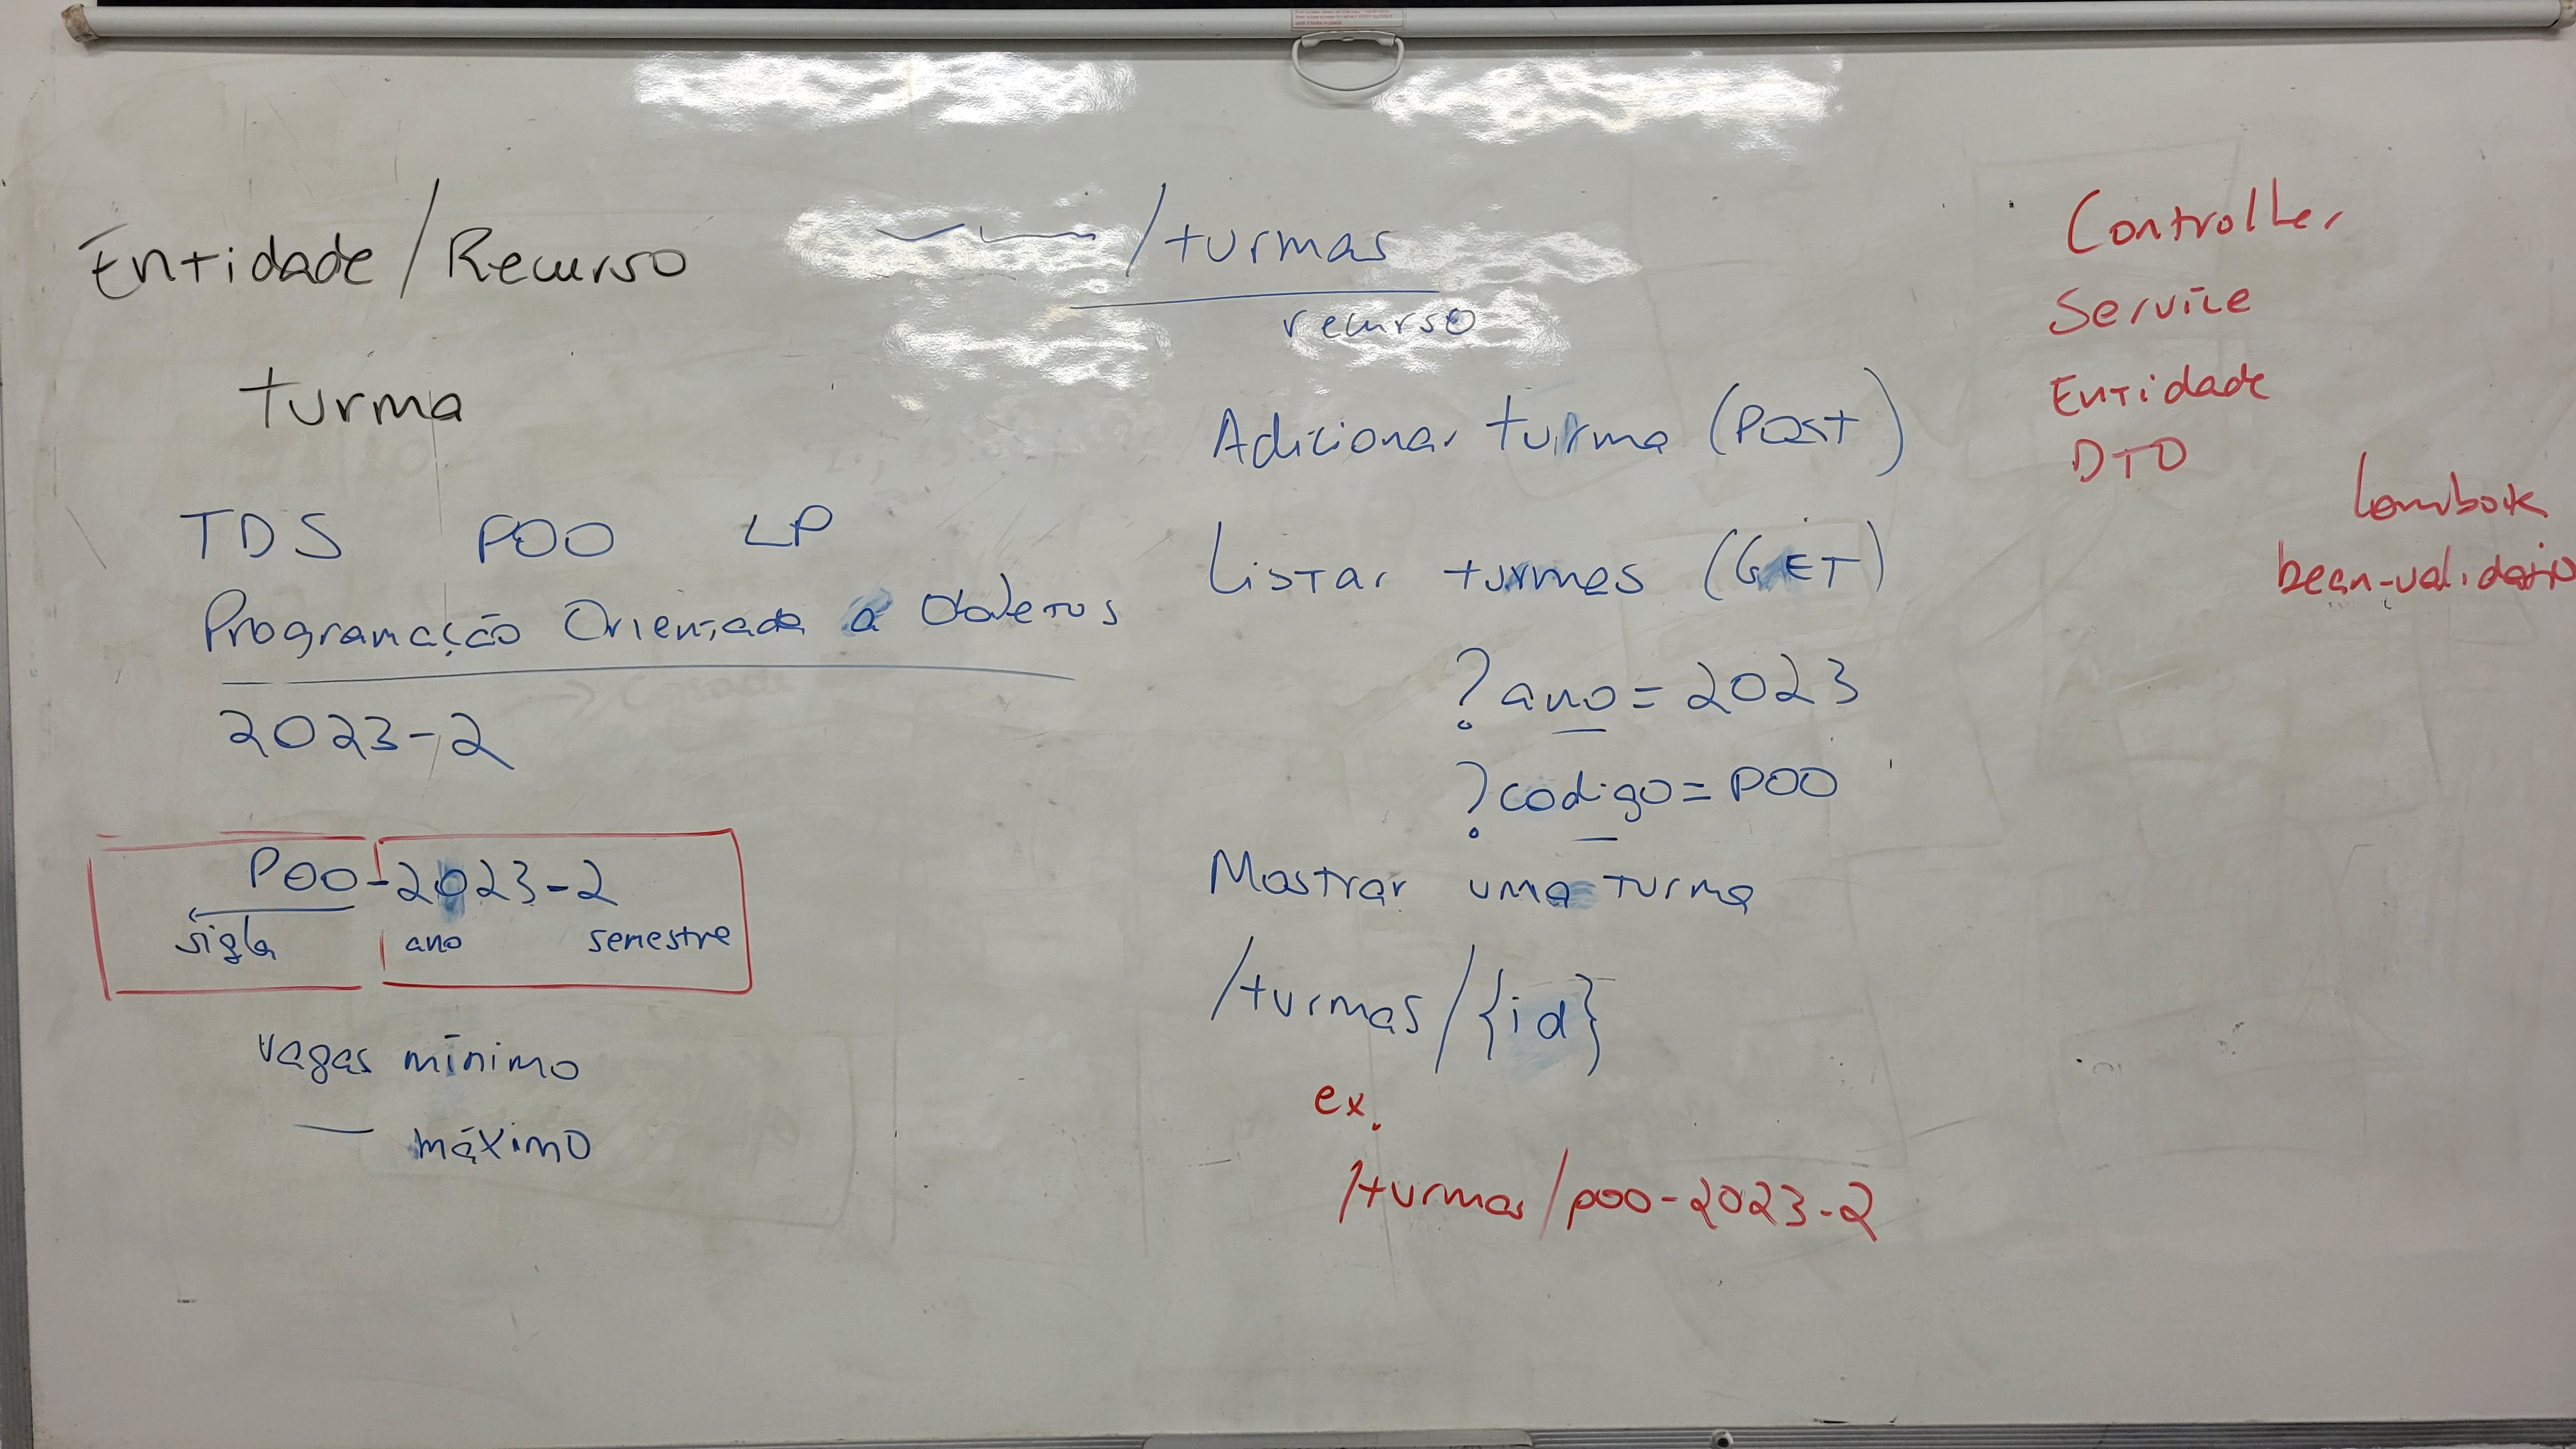 Entidade/Recurso
turma
TDS POO LP
Programação Orientada a Objetos
2023-2
POO-2023-2
sigla ano semestre
vagas mínimo
— máximo
/turmas
recurso
Adicionar turma (POST)
Listar turmas (GET)
?ano=2023
?codigo=POO
Mostrar uma turma
/turmas/{id}
ex.
/turmas/poo-2023-2
Controller
Service
Entidade
DTO
Lombok
bean-validatio